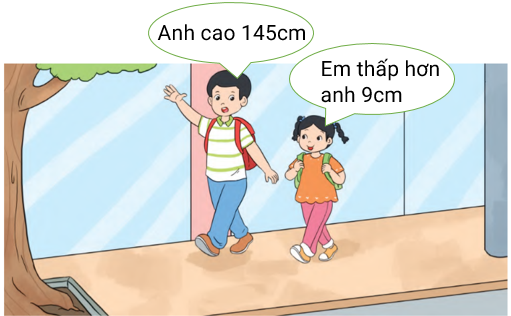 Anh cao 145cm
Em thấp hơn
anh 9cm